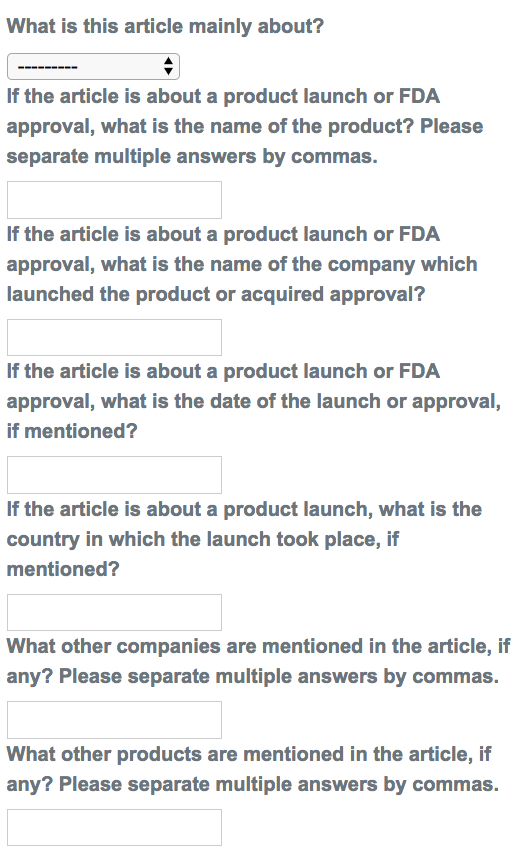 What is this article mainly about?
---------
If the article is about a product launch or FDA
approval, what is the name of the product? Please
separate multiple answers by commas.
If the article is about a product launch or FDA
approval, what is the name of the company which
launched the product or acquired approval?
If the article is about a product launch or FDA
approval, what is the date of the launch or approval,
if mentioned?
If the article is about a product launch, what is the
country in which the launch took place, if
mentioned?
What other companies are mentioned in the article, if
any? Please separate multiple answers by commas.
What other products are mentioned in the article, if
any? Please separate multiple answers by commas.